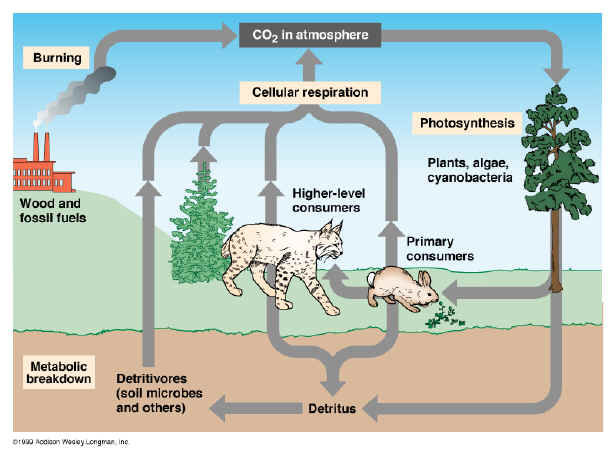 CO2 in atmosphere
Burning
Cellular respiration
Photosynthesis
Plants, algae,
cyanobacteria
Wood and
fossil fuels
Higher-level
consumers
Primary
consumers
Metabolic
breakdown
Detritivores
(soil microbes
and others)
Detritus
©1999 Addison Wesley Longman, Inc.